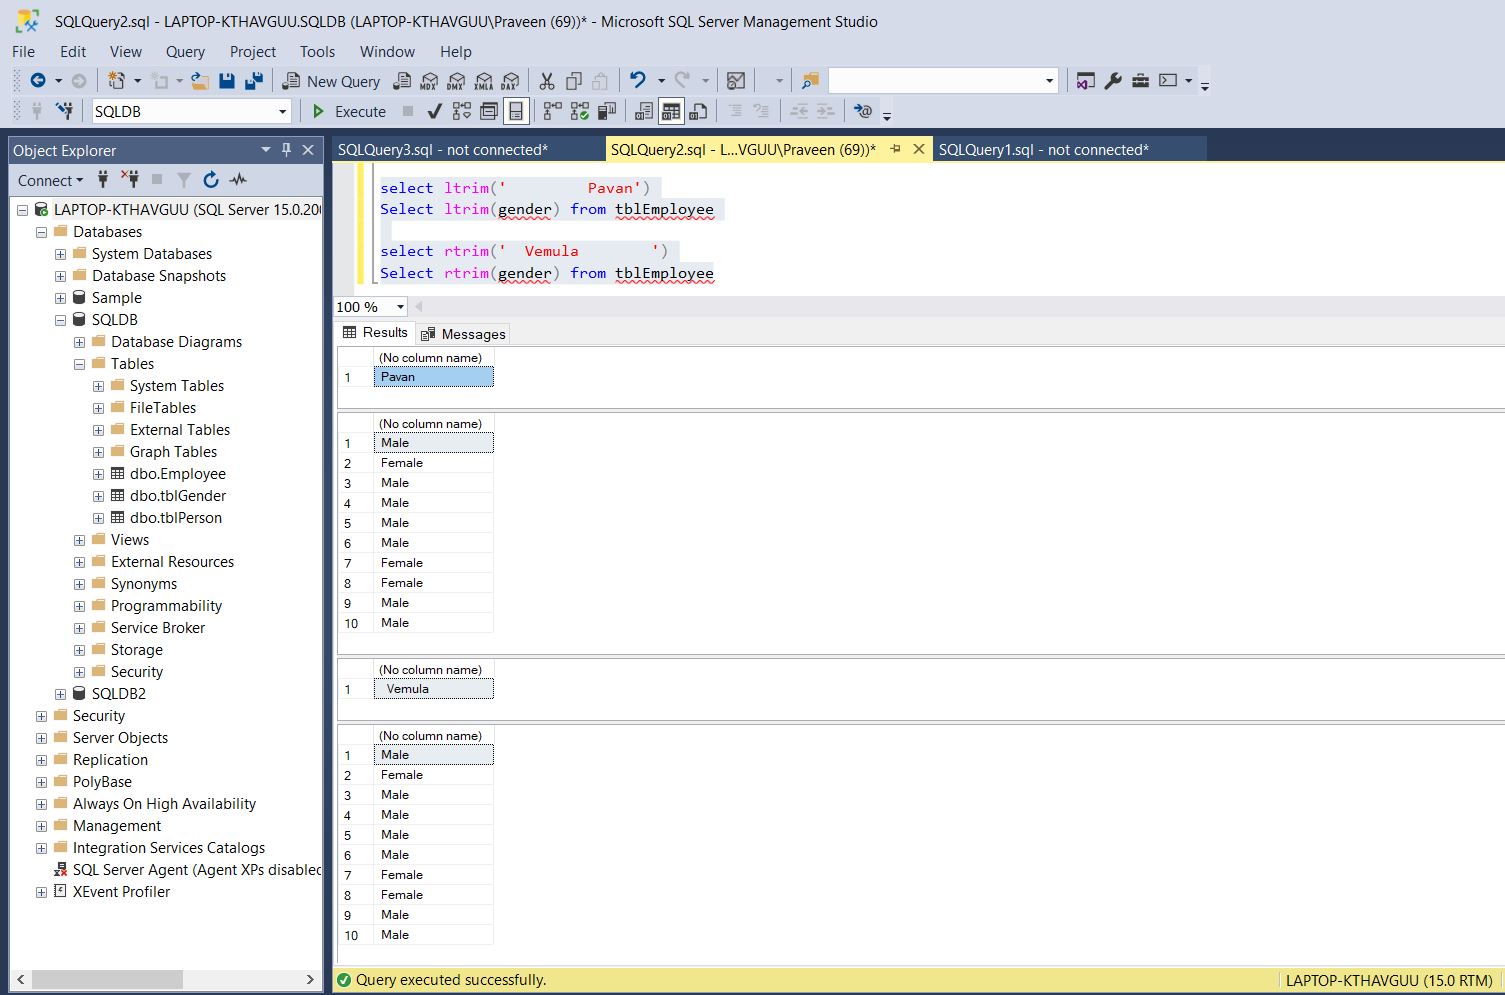 SQLQuery2.sql - LAPTOP-KTHAVGUU.SQLDB (LAPTOP-KTHAVGUU\Praveen (69))* - Microsoft SQL Server Management Studio
File Edit View Query Project Tools Window Help
New Query MDX DMX XMLA DAX
SQLDB Execute
Object Explorer
Connect
LAPTOP-KTHAVGUU (SQL Server 15.0.200
Databases
System Databases
Database Snapshots
Sample
SQLDB
Database Diagrams
Tables
System Tables
FileTables
External Tables
Graph Tables
dbo.Employee
dbo.tblGender
dbo.tblPerson
Views
External Resources
Synonyms
Programmability
Service Broker
Storage
Security
SQLDB2
Security
Server Objects
Replication
PolyBase
Always On High Availability
Management
Integration Services Catalogs
SQL Server Agent (Agent XPs disabled
XEvent Profiler
SQLQuery3.sql - not connected* SQLQuery2.sql - L...VGUU\Praveen (69))* SQLQuery1.sql - not connected*
select ltrim('         Pavan')
Select ltrim(gender) from tblEmployee
select rtrim('  Vemula        ')
Select rtrim(gender) from tblEmployee
100 %
Results Messages
(No column name)
1 Pavan
(No column name)
1 Male
2 Female
3 Male
4 Male
5 Male
6 Male
7 Female
8 Female
9 Male
10 Male
(No column name)
1 Vemula
(No column name)
1 Male
2 Female
3 Male
4 Male
5 Male
6 Male
7 Female
8 Female
9 Male
10 Male
Query executed successfully. LAPTOP-KTHAVGUU (15.0 RTM)